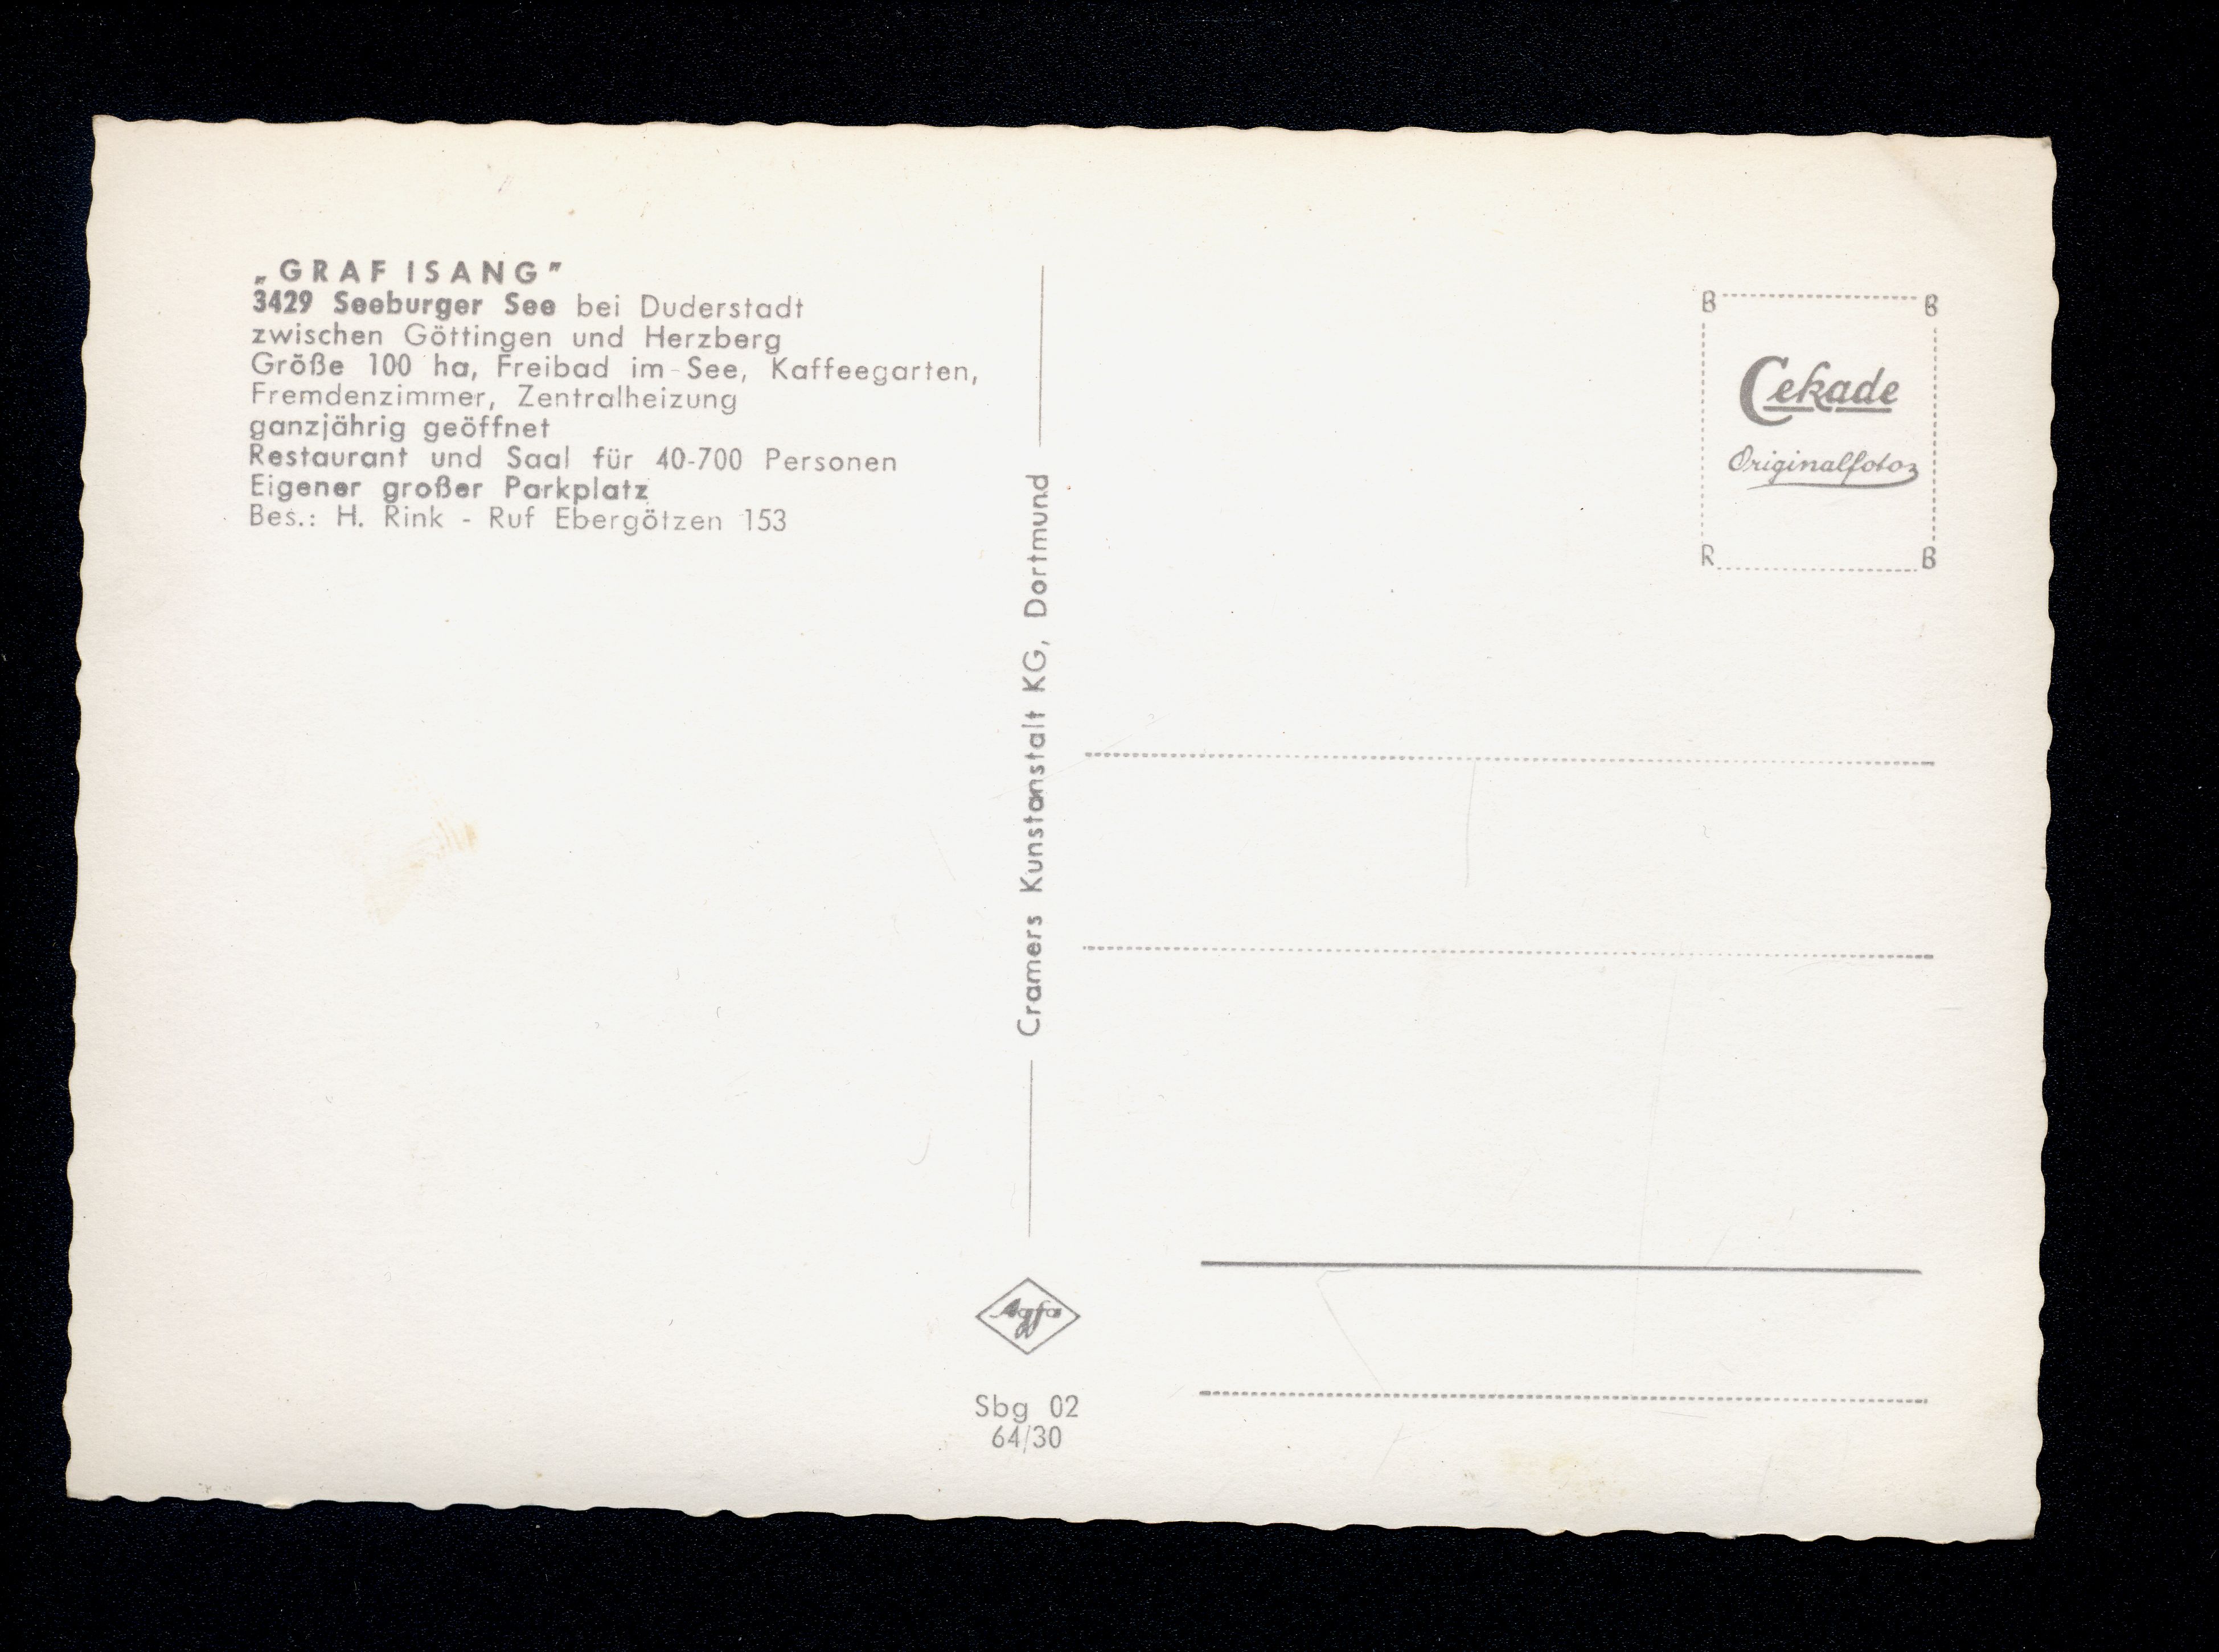 „GRAF ISANG"
3429 Seeburger See bei Duderstadt
zwischen Göttingen und Herzberg
Größe 100 ha, Freibad im-See, Kaffeegarten,
Fremdenzimmer, Zentralheizung
ganzjährig geöffnet
Restaurant und Saal für 40-700 Personen
Eigener großer Parkplatz
Bes.: H. Rink - Ruf Ebergötzen 153
Cramers Kunstanstalt KG, Dortmund
Agfa
Sbg 02
64/30
B B
Cekade
Originalfoto
R B